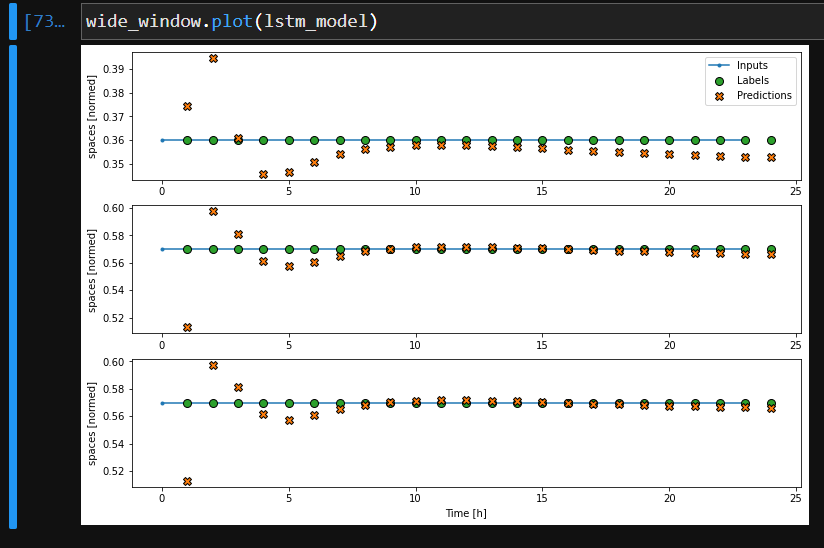 [73…
wide_window.plot(lstm_model)
Inputs
Labels
Predictions
spaces [normed]
0.39
0.38
0.37
0.36
0.35
0 5 10 15 20 25
spaces [normed]
0.60
0.58
0.56
0.54
0.52
0 5 10 15 20 25
spaces [normed]
0.60
0.58
0.56
0.54
0.52
0 5 10 15 20 25
Time [h]